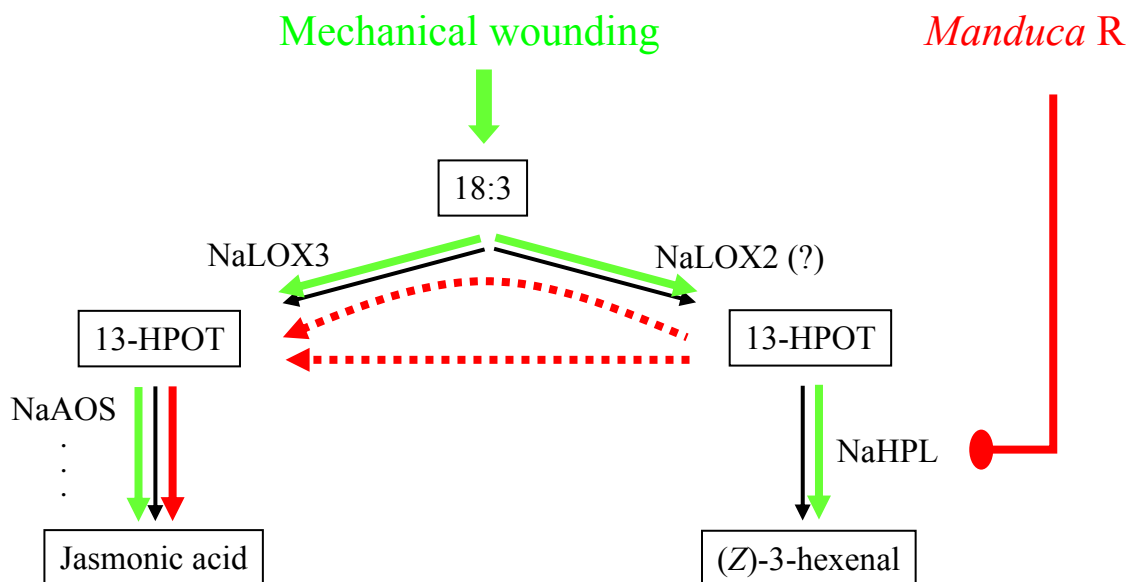 Mechanical wounding
Manduca R
18:3
NaLOX3
NaLOX2 (?)
13-HPOT
13-HPOT
NaAOS
.
.
.
NaHPL
Jasmonic acid
(Z)-3-hexenal